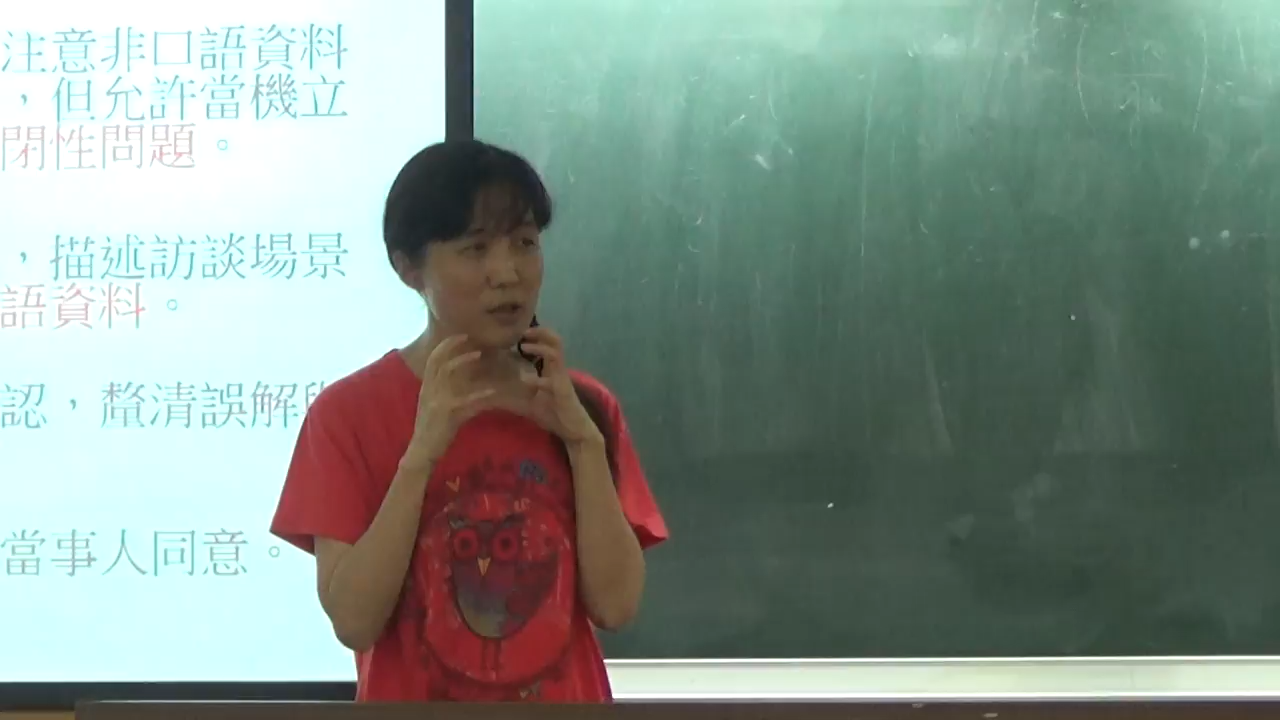 注意非口語資料
，但允許當機立
閉性問題。
，描述訪談場景
語資料。
認，釐清誤解
當事人同意。